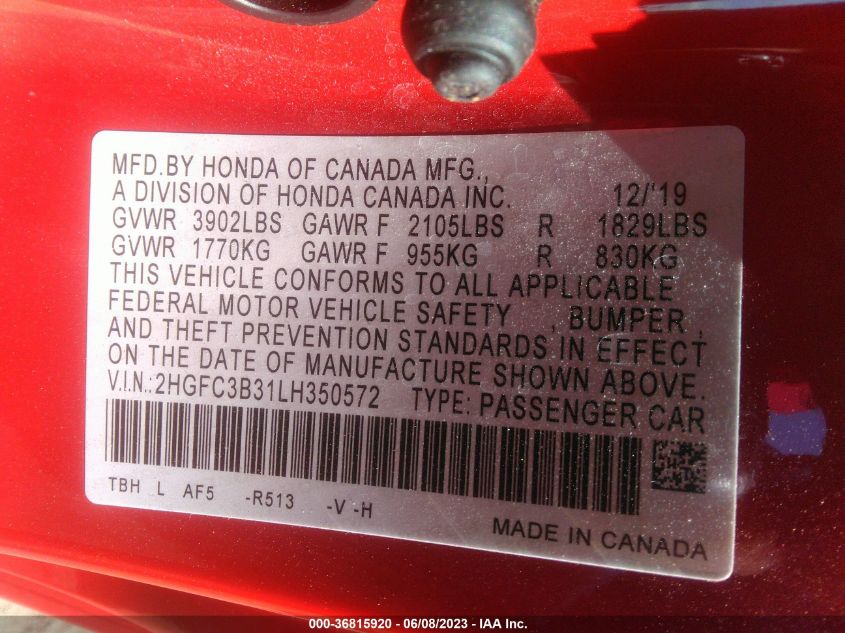 MFD.BY HONDA OF CANADA MFG.,
A DIVISION OF HONDA CANADA INC. 12/'19
GVWR 3902LBS GAWR F 2105LBS R 1829LBS
GVWR 1770KG GAWR F 955KG R 830KG
THIS VEHICLE CONFORMS TO ALL APPLICABLE
FEDERAL MOTOR VEHICLE SAFETY , BUMPER ,
AND THEFT PREVENTION STANDARDS IN EFFECT
ON THE DATE OF MANUFACTURE SHOWN ABOVE.
V.I.N.:2HGFC3B31LH350572 TYPE: PASSENGER CAR
TBH L AF5 -R513 -V -H
MADE IN CANADA
000-36815920 - 06/08/2023 - IAA Inc.